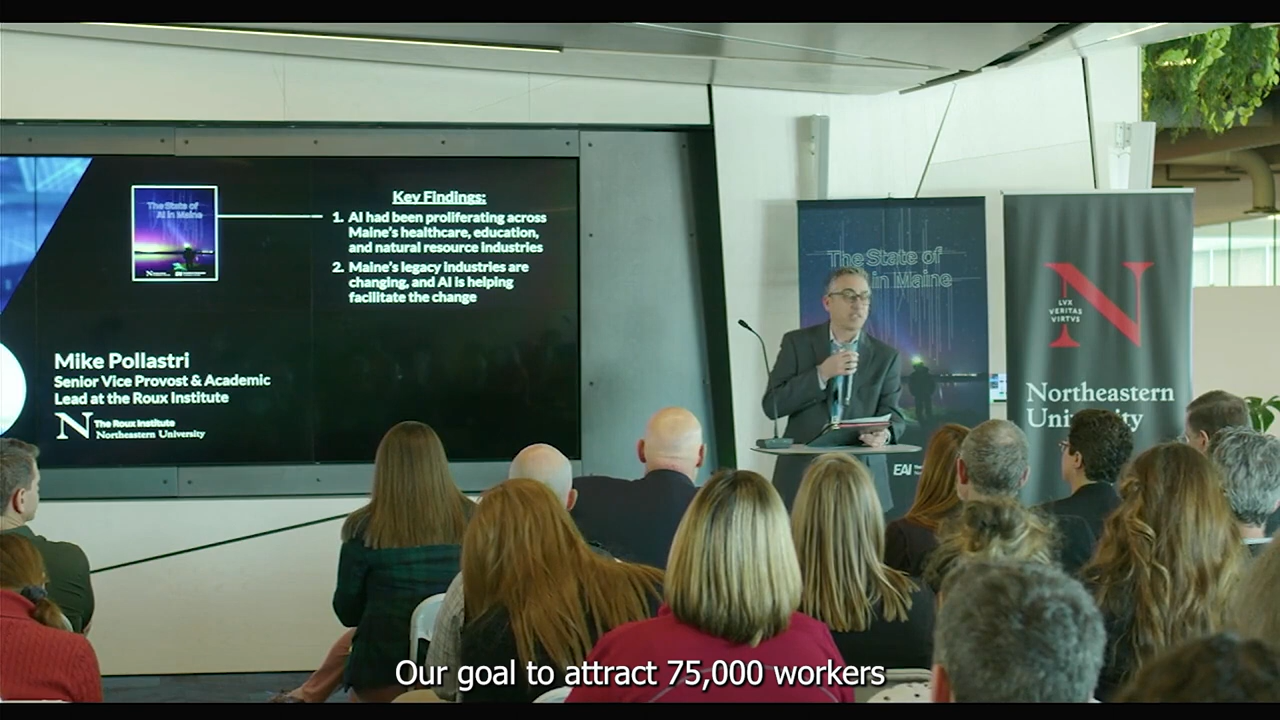 The State of
AI in Maine
Key Findings:
1. AI had been proliferating across
Maine's healthcare, education,
and natural resource industries
2. Maine's legacy industries are
changing, and AI is helping
facilitate the change
Mike Pollastri
Senior Vice Provost & Academic
Lead at the Roux Institute
N The Roux Institute
Northeastern University
The State of
in Maine
EAI
N
LVX
VERITAS
VIRTVS
Northeastern
University
Our goal to attract 75,000 workers